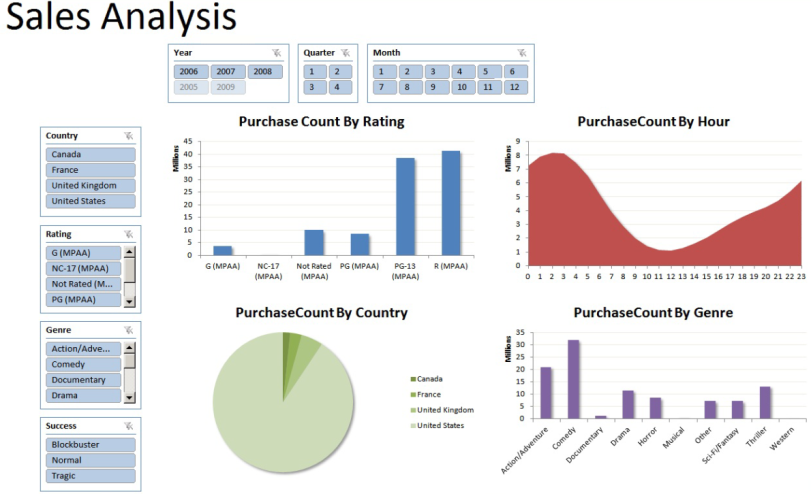 Sales Analysis
Year
2006 2007 2008
2005 2009
Quarter
1 2
3 4
Month
1 2 3 4 5 6
7 8 9 10 11 12
Country
Canada
France
United Kingdom
United States
Rating
G (MPAA)
NC-17 (MPAA)
Not Rated (M...
PG (MPAA)
Genre
Action/Adve...
Comedy
Documentary
Drama
Success
Blockbuster
Normal
Tragic
Purchase Count By Rating
Millions
45
40
35
30
25
20
15
10
5
0
G (MPAA) NC-17 (MPAA) Not Rated (MPAA) PG (MPAA) PG-13 (MPAA) R (MPAA)
PurchaseCount By Hour
Millions
9
8
7
6
5
4
3
2
1
0
0 1 2 3 4 5 6 7 8 9 10 11 12 13 14 15 16 17 18 19 20 21 22 23
PurchaseCount By Country
Canada
France
United Kingdom
United States
PurchaseCount By Genre
Millions
35
30
25
20
15
10
5
0
Action/Adventure
Comedy
Documentary
Drama
Horror
Musical
Other
Sci-Fi/Fantasy
Thriller
Western